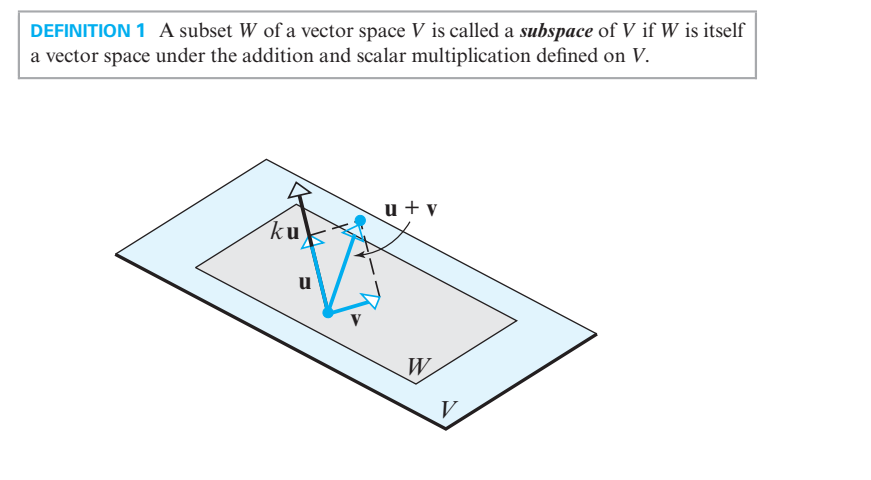 DEFINITION 1 A subset W of a vector space V is called a subspace of V if W is itself
a vector space under the addition and scalar multiplication defined on V.
u + v
ku
u
v
W
V